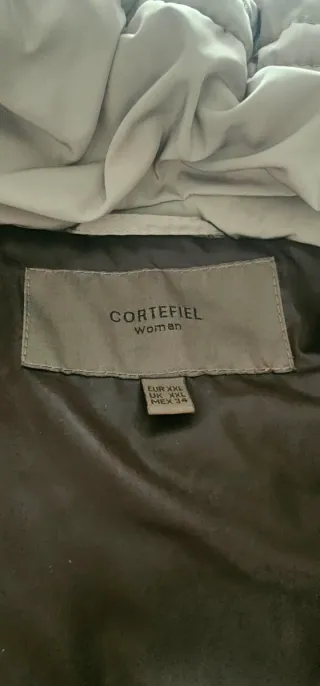 CORTEFIEL
woman
EUR XXL
UK XXL
MEX 34